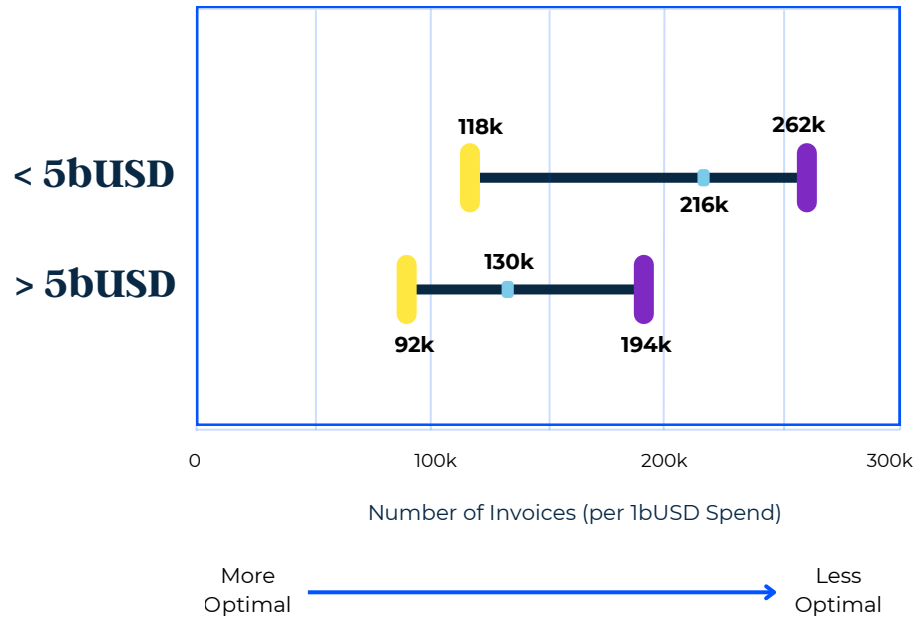 118k
262k
< 5bUSD
216k
130k
> 5bUSD
92k
194k
0
100k
200k
300k
Number of Invoices (per 1bUSD Spend)
More
Optimal
Less
Optimal